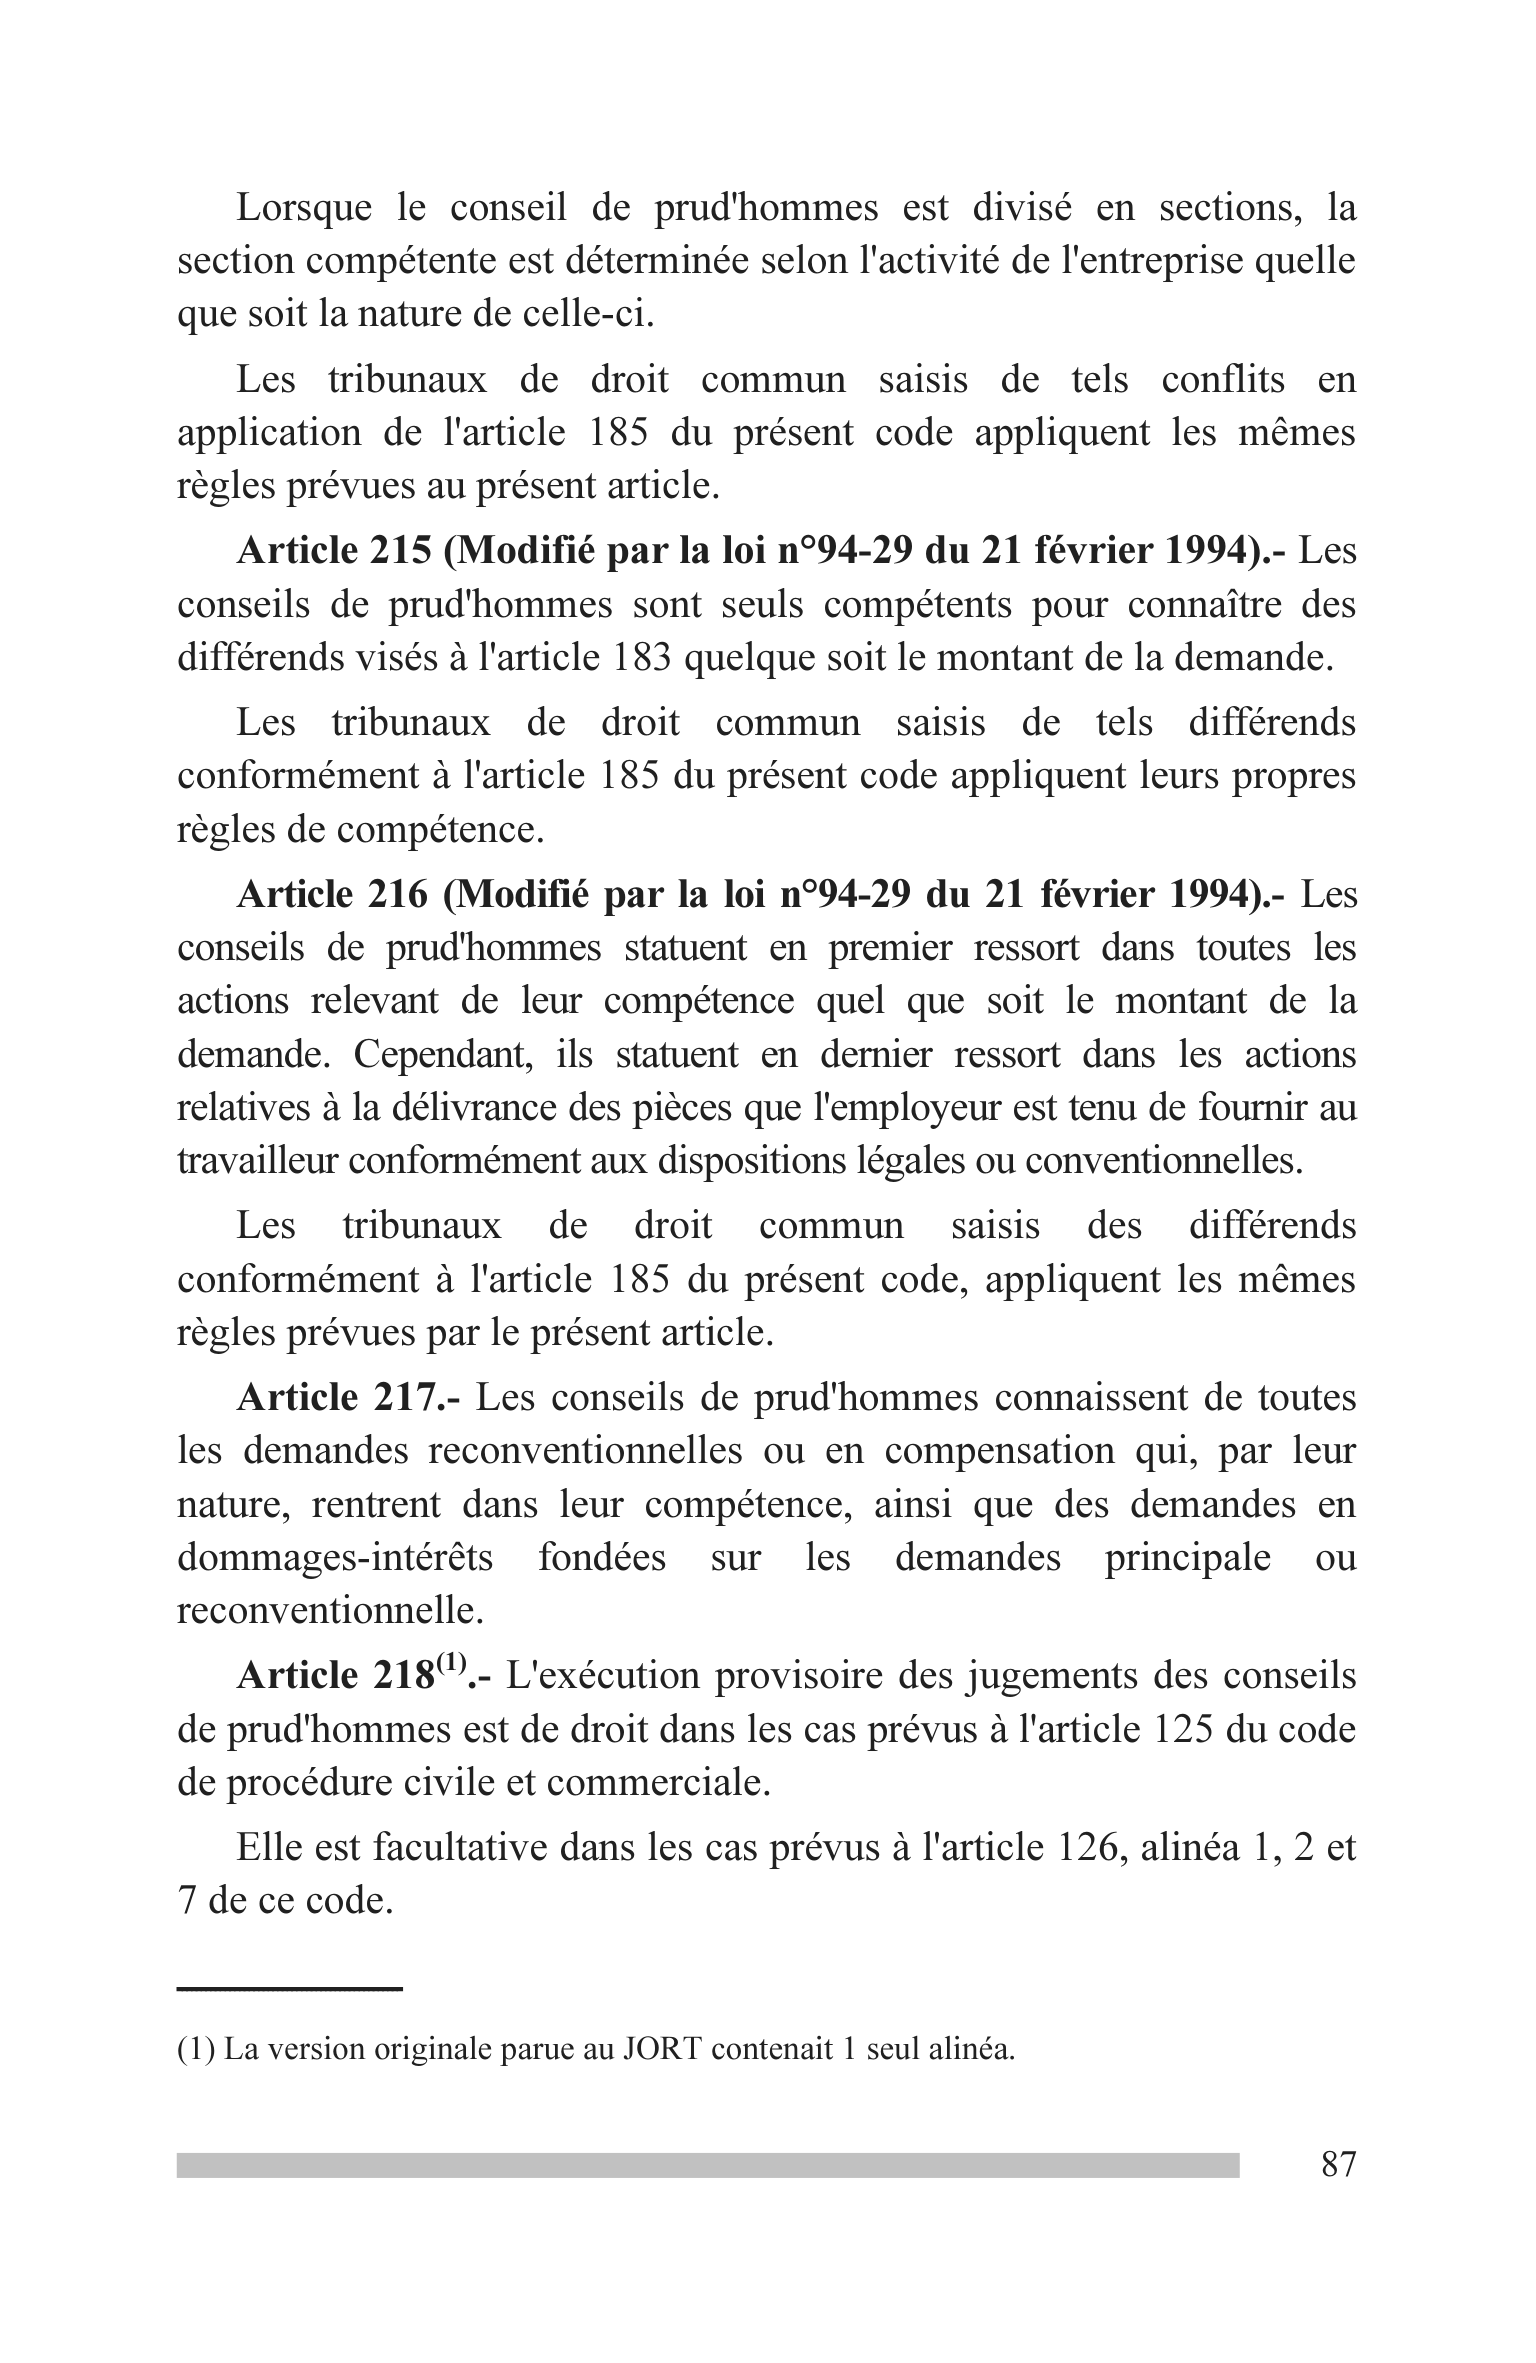 Lorsque le conseil de prud'hommes est divisé en sections, la
section compétente est déterminée selon l'activité de l'entreprise quelle
que soit la nature de celle-ci.
Les tribunaux de droit commun saisis de tels conflits en
application de l'article 185 du présent code appliquent les mêmes
règles prévues au présent article.
Article 215 (Modifié par la loi n°94-29 du 21 février 1994).- Les
conseils de prud'hommes sont seuls compétents pour connaître des
différends visés à l'article 183 quelque soit le montant de la demande.
Les tribunaux de droit commun saisis de tels différends
conformément à l'article 185 du présent code appliquent leurs propres
règles de compétence.
Article 216 (Modifié par la loi n°94-29 du 21 février 1994).- Les
conseils de prud'hommes statuent en premier ressort dans toutes les
actions relevant de leur compétence quel que soit le montant de la
demande. Cependant, ils statuent en dernier ressort dans les actions
relatives à la délivrance des pièces que l'employeur est tenu de fournir au
travailleur conformément aux dispositions légales ou conventionnelles.
Les tribunaux de droit commun saisis des différends
conformément à l'article 185 du présent code, appliquent les mêmes
règles prévues par le présent article.
Article 217.- Les conseils de prud'hommes connaissent de toutes
les demandes reconventionnelles ou en compensation qui, par leur
nature, rentrent dans leur compétence, ainsi que des demandes en
dommages-intérêts fondées sur les demandes principale ou
reconventionnelle.
Article 218(1).- L'exécution provisoire des jugements des conseils
de prud'hommes est de droit dans les cas prévus à l'article 125 du code
de procédure civile et commerciale.
Elle est facultative dans les cas prévus à l'article 126, alinéa 1, 2 et
7 de ce code.
(1) La version originale parue au JORT contenait 1 seul alinéa.
87